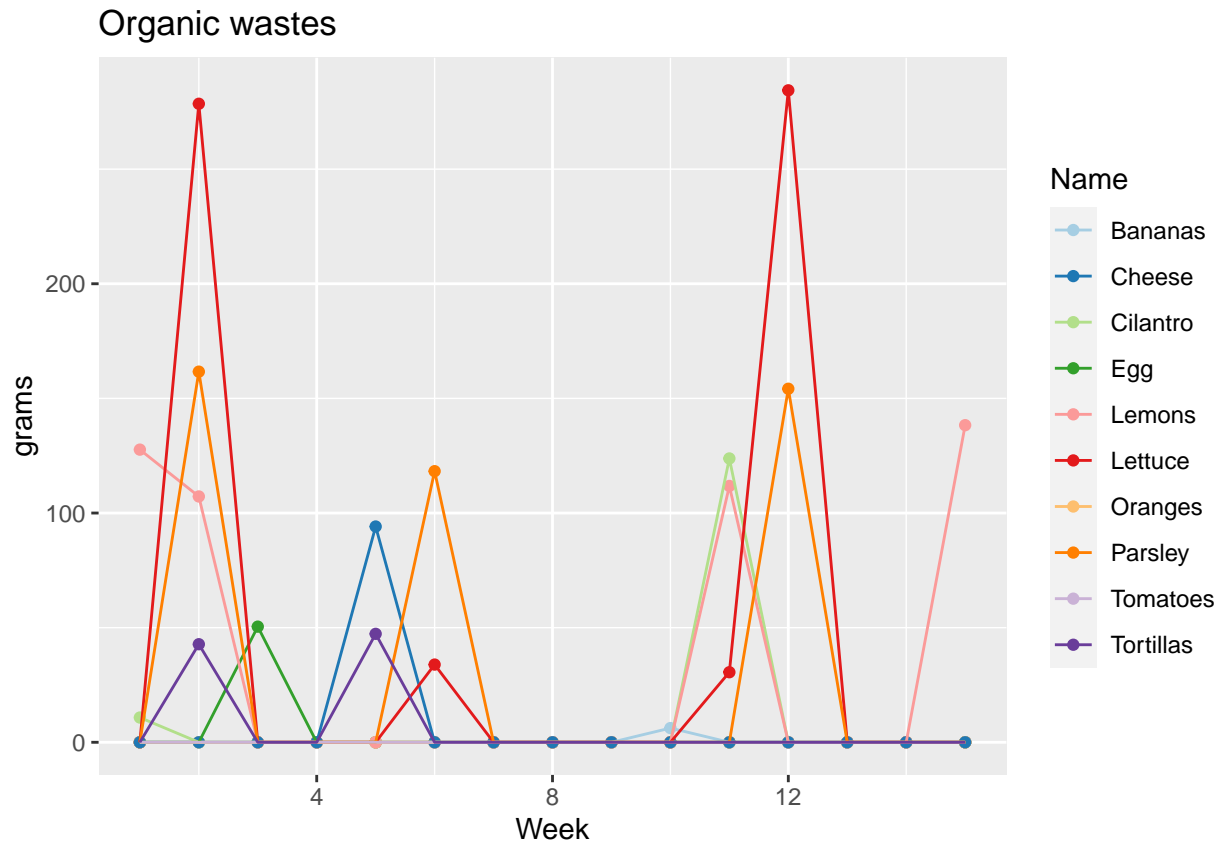 Organic wastes
grams
200
100
0
4 8 12
Week
Name
Bananas
Cheese
Cilantro
Egg
Lemons
Lettuce
Oranges
Parsley
Tomatoes
Tortillas